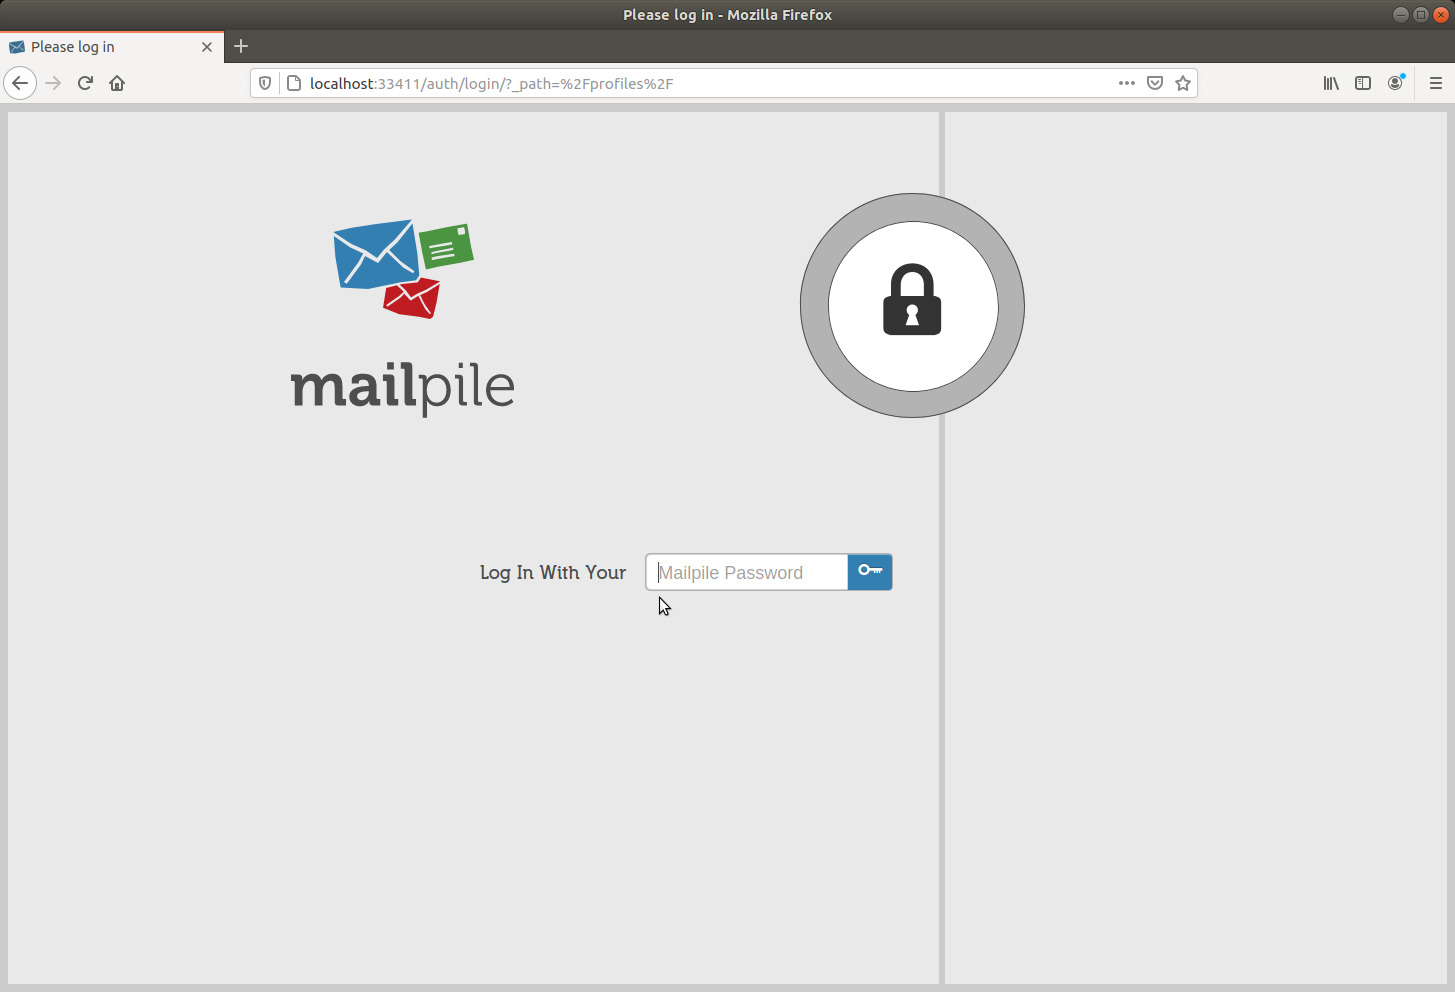 Please log in - Mozilla Firefox
Please log in
localhost:33411/auth/login/?_path=%2Fprofiles%2F
mailpile
Log In With Your
Mailpile Password